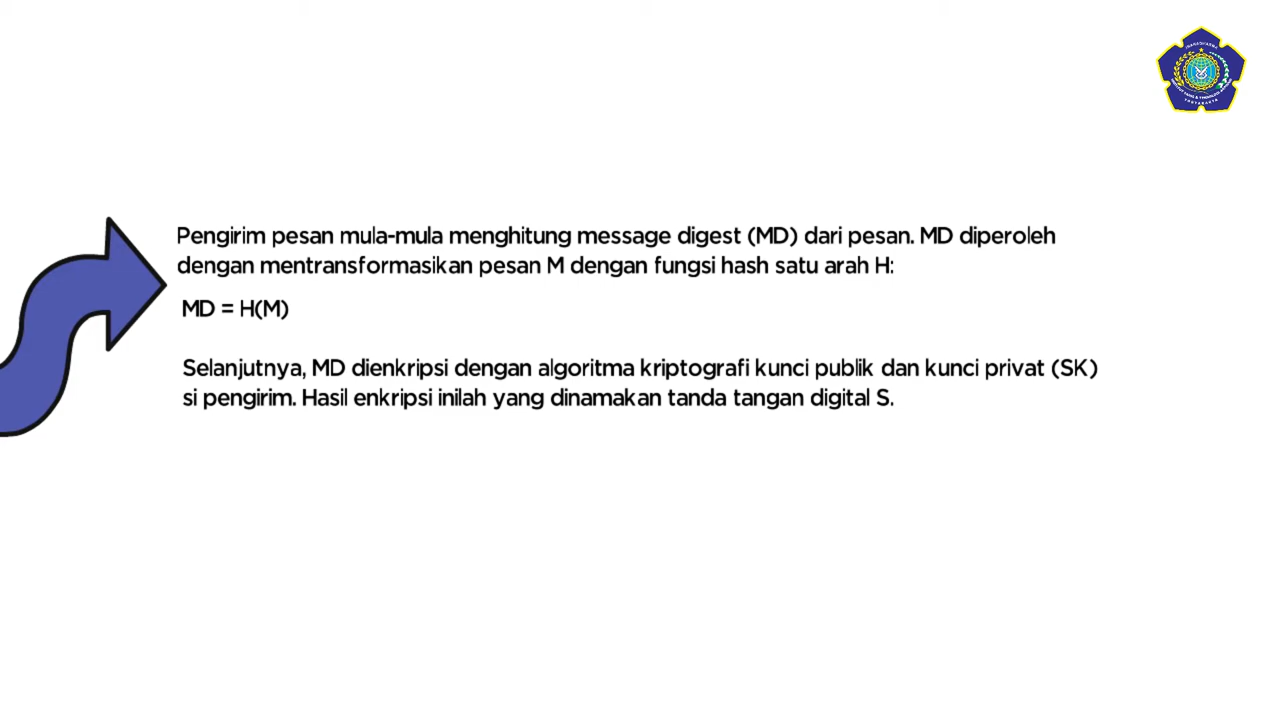 Pengirim pesan mula-mula menghitung message digest (MD) dari pesan. MD diperoleh
dengan mentransformasikan pesan M dengan fungsi hash satu arah H:
MD = H(M)
Selanjutnya, MD dienkripsi dengan algoritma kriptografi kunci publik dan kunci privat (SK)
si pengirim. Hasil enkripsi inilah yang dinamakan tanda tangan digital S.
YOGYAKARTA